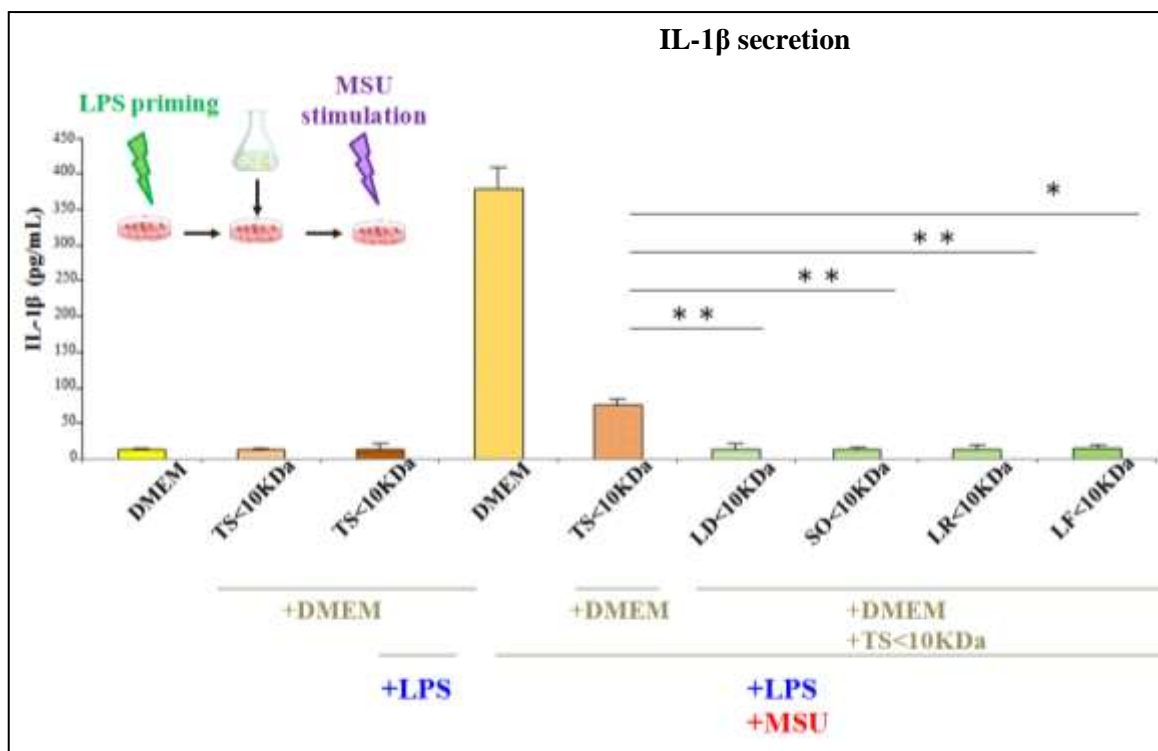 IL-1β secretion
LPS priming
MSU
stimulation
IL-1β (pg/mL)
450
400
350
300
250
200
150
100
50
0
*
* *
* *
* *
DMEM
TS<10KDa
TS<10KDa
DMEM
TS<10KDa
LD<10KDa
SO<10KDa
LR<10KDa
LF<10KDa
+DMEM
+DMEM
+DMEM
+TS<10KDa
+LPS
+LPS
+MSU